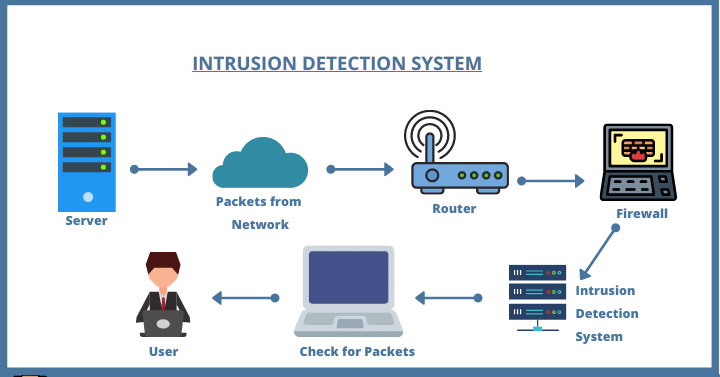 INTRUSION DETECTION SYSTEM
Server
Packets from
Network
Router
Firewall
Intrusion
Detection
System
Check for Packets
User